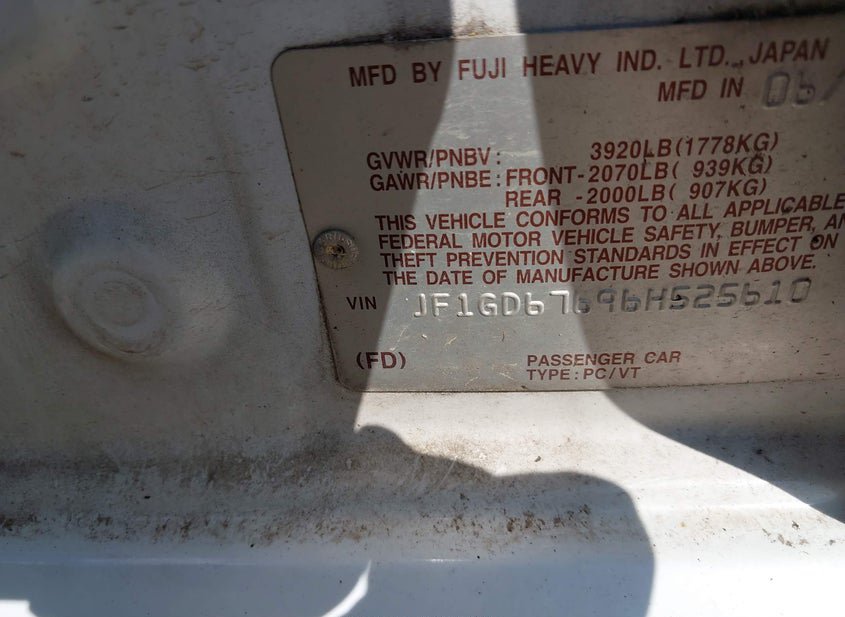 MFD BY FUJI HEAVY IND. LTD., JAPAN
MFD IN 06/
GVWR/PNBV: 3920LB(1778KG)
GAWR/PNBE: FRONT-2070LB( 939KG)
REAR -2000LB( 907KG)
THIS VEHICLE CONFORMS TO ALL APPLICABLE
FEDERAL MOTOR VEHICLE SAFETY, BUMPER, AN
THEFT PREVENTION STANDARDS IN EFFECT ON
THE DATE OF MANUFACTURE SHOWN ABOVE.
VIN JF1GD67696H525610
(FD) PASSENGER CAR
TYPE:PC/VT